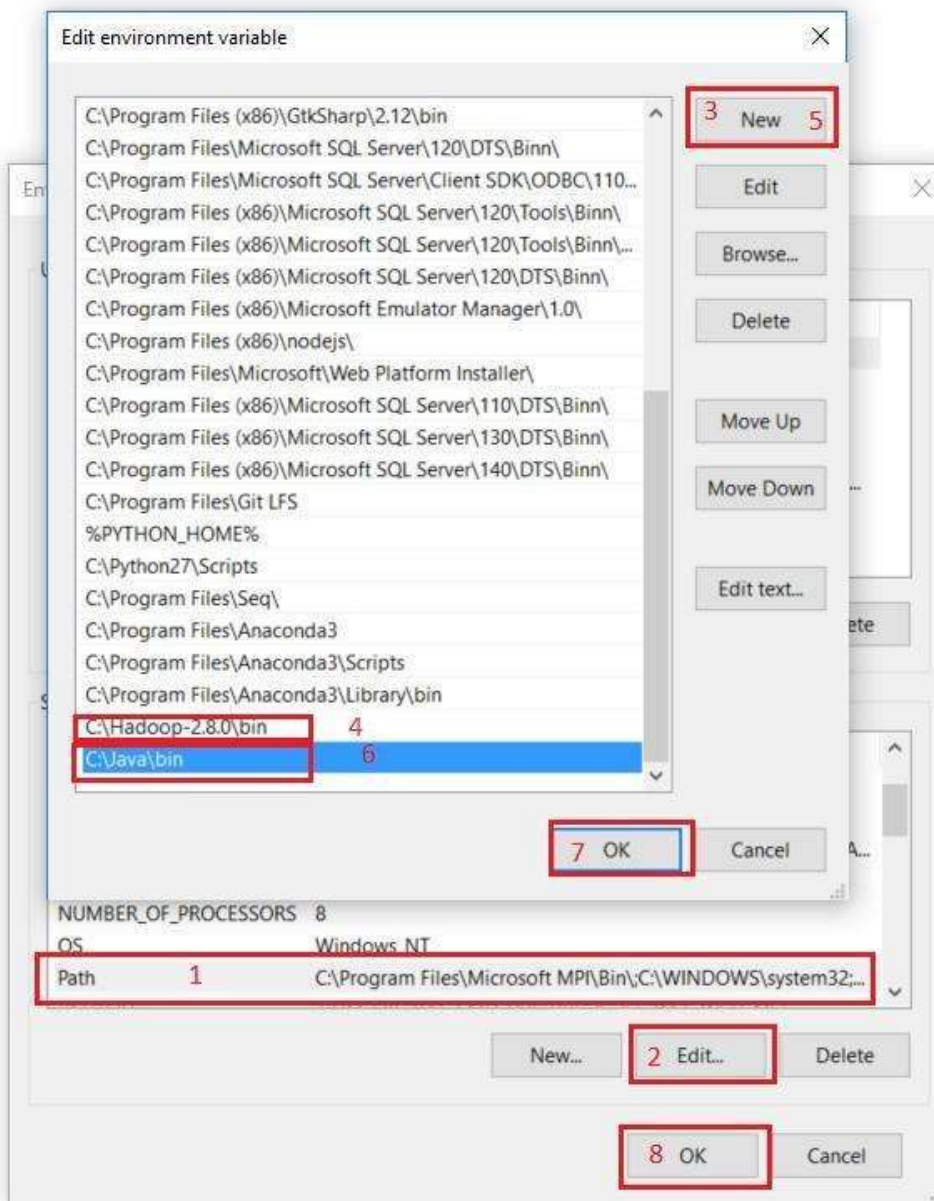 Edit environment variable
C:\Program Files (x86)\GtkSharp\2.12\bin
C:\Program Files\Microsoft SQL Server\120\DTS\Binn\
C:\Program Files\Microsoft SQL Server\Client SDK\ODBC\110...
C:\Program Files (x86)\Microsoft SQL Server\120\Tools\Binn\
C:\Program Files (x86)\Microsoft SQL Server\120\Tools\Binn\...
C:\Program Files (x86)\Microsoft SQL Server\120\DTS\Binn\
C:\Program Files (x86)\Microsoft Emulator Manager\1.0\
C:\Program Files (x86)\nodejs\
C:\Program Files\Microsoft\Web Platform Installer\
C:\Program Files (x86)\Microsoft SQL Server\110\DTS\Binn\
C:\Program Files (x86)\Microsoft SQL Server\130\DTS\Binn\
C:\Program Files (x86)\Microsoft SQL Server\140\DTS\Binn\
C:\Program Files\Git LFS
%PYTHON_HOME%
C:\Python27\Scripts
C:\Program Files\Seq\
C:\Program Files\Anaconda3
C:\Program Files\Anaconda3\Scripts
C:\Program Files\Anaconda3\Library\bin
C:\Hadoop-2.8.0\bin 4
C:\Java\bin 6
3 New 5
Edit
Browse...
Delete
Move Up
Move Down
Edit text...
7 OK
Cancel
En
ete
...
A...
NUMBER_OF_PROCESSORS 8
OS Windows_NT
Path 1 C:\Program Files\Microsoft MPI\Bin\;C:\WINDOWS\system32;...
New...
2 Edit...
Delete
8 OK
Cancel